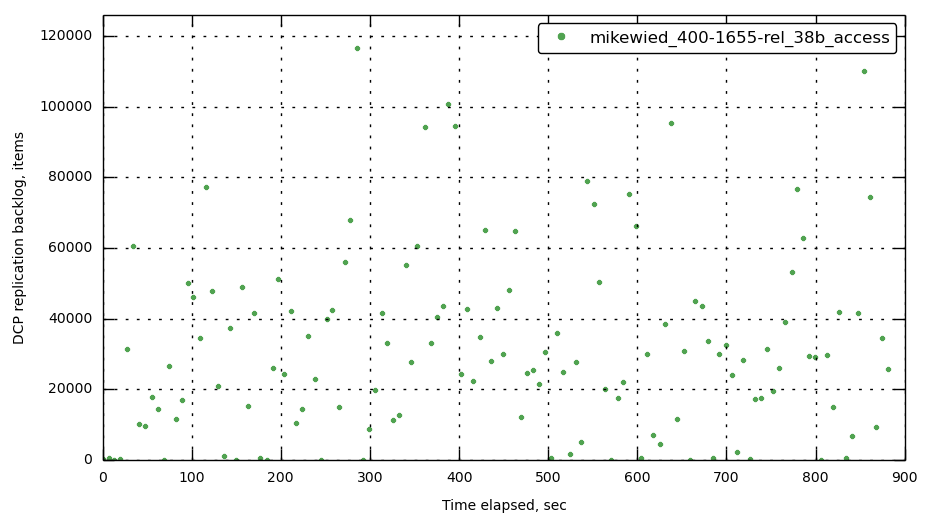 mikewied_400-1655-rel_38b_access
DCP replication backlog, items
120000
100000
80000
60000
40000
20000
0
0 100 200 300 400 500 600 700 800 900
Time elapsed, sec